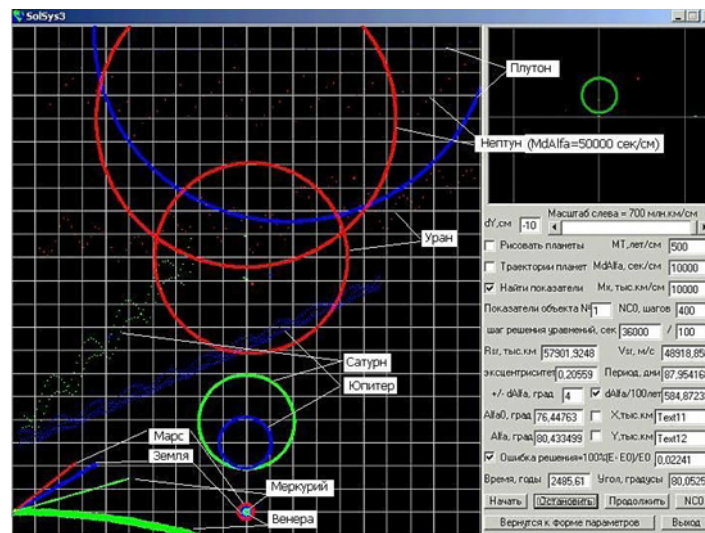 SolSys3
Плутон
Нептун (MdAlfa=50000 сек/см)
Уран
Сатурн
Юпитер
Марс
Земля
Меркурий
Венера
dY,см -10 Масштаб слева = 700 млн.км/см
Рисовать планеты МТ,лет/см 500
Траектории планет MdAlfa, сек/см 10000
Найти показатели Мх, тыс.км/см 10000
Показатели объекта № 1 NC0, шагов 400
шаг решения уравнений, сек 36000 / 100
Rsr, тыс.км 57901,9248 Vsr, м/с 48918,85
эксцентриситет 0,20559 Период, дни 87,95416
+/- dAlfa, град 4 dAlfa/100лет 584,8723
Alfa0, град 76,44763 X,тыс.км Text11
Alfa, град 80,433499 Y,тыс.км Text12
Ошибка решения=100%(E-E0)/E0 0,02241
Время, годы 2485,61 Угол, градусы 80,0525
Начать Остановить Продолжить NC0
Вернутся к форме параметров Выход